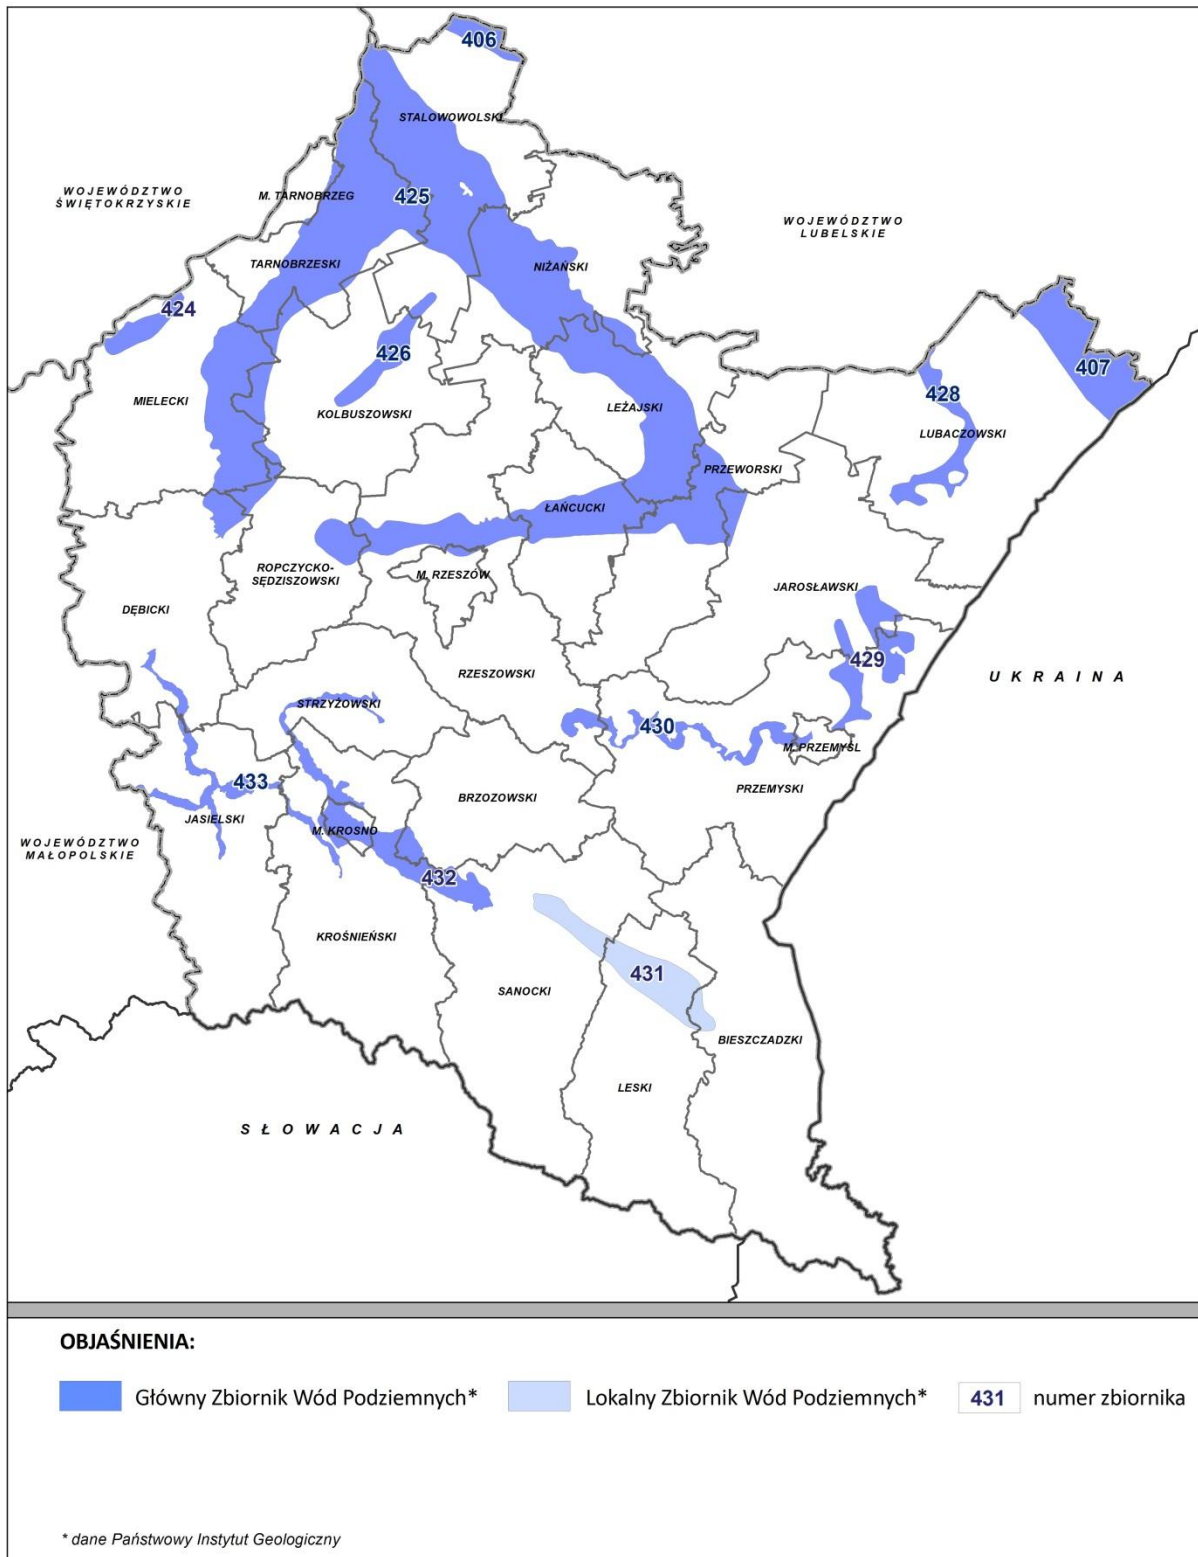 406
STALOWOWOLSKI
WOJEWÓDZTWO
ŚWIĘTOKRZYSKIE
M. TARNOBRZEG
425
WOJEWÓDZTWO
LUBELSKIE
TARNOBRZESKI
NIŻAŃSKI
424
426
407
428
MIELECKI
KOLBUSZOWSKI
LEŻAJSKI
LUBACZOWSKI
PRZEWORSKI
ŁAŃCUCKI
ROPCZYCKO-
SĘDZISZOWSKI
M. RZESZÓW
JAROSŁAWSKI
DĘBICKI
429
RZESZOWSKI
UKRAINA
STRZYŻOWSKI
430
M. PRZEMYŚL
433
BRZOZOWSKI
PRZEMYSKI
JASIELSKI
M. KROSNO
WOJEWÓDZTWO
MAŁOPOLSKIE
432
KROŚNIEŃSKI
431
SANOCKI
BIESZCZADZKI
LESKI
SŁOWACJA
OBJAŚNIENIA:
Główny Zbiornik Wód Podziemnych*
Lokalny Zbiornik Wód Podziemnych*
431 numer zbiornika
* dane Państwowy Instytut Geologiczny